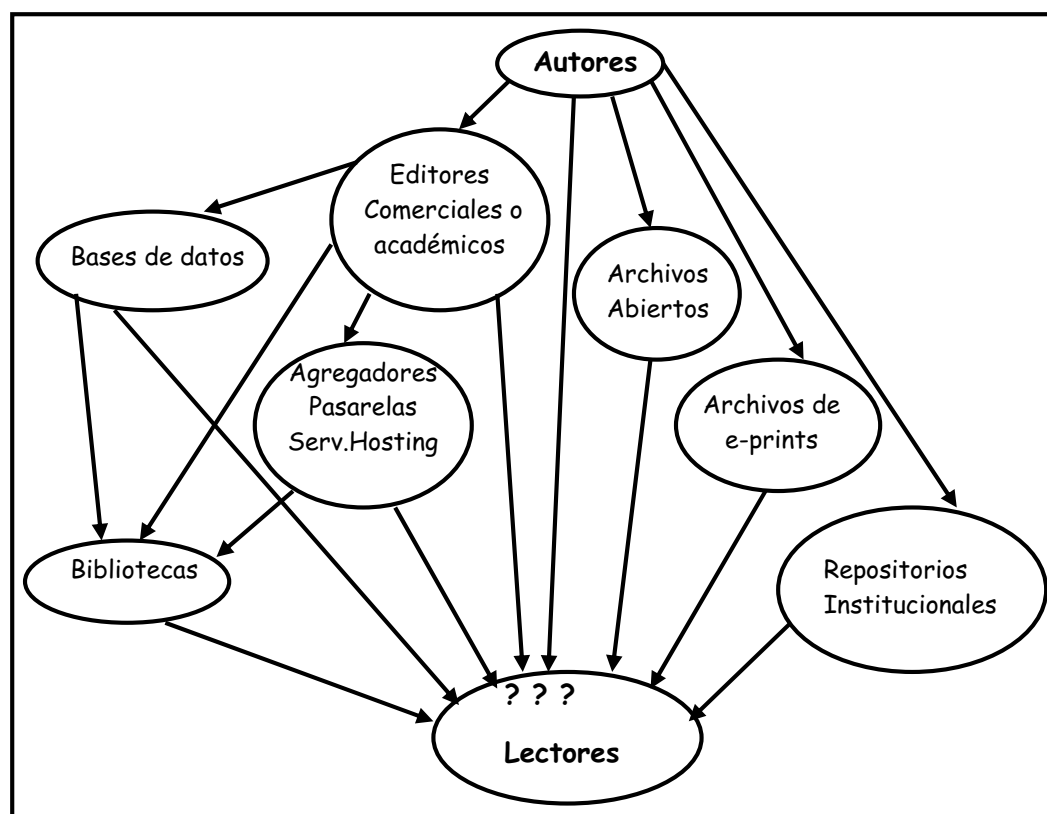 Autores
Editores
Comerciales o
académicos
Bases de datos
Archivos
Abiertos
Agregadores
Pasarelas
Serv.Hosting
Archivos de
e-prints
Bibliotecas
Repositorios
Institucionales
? ? ?
Lectores